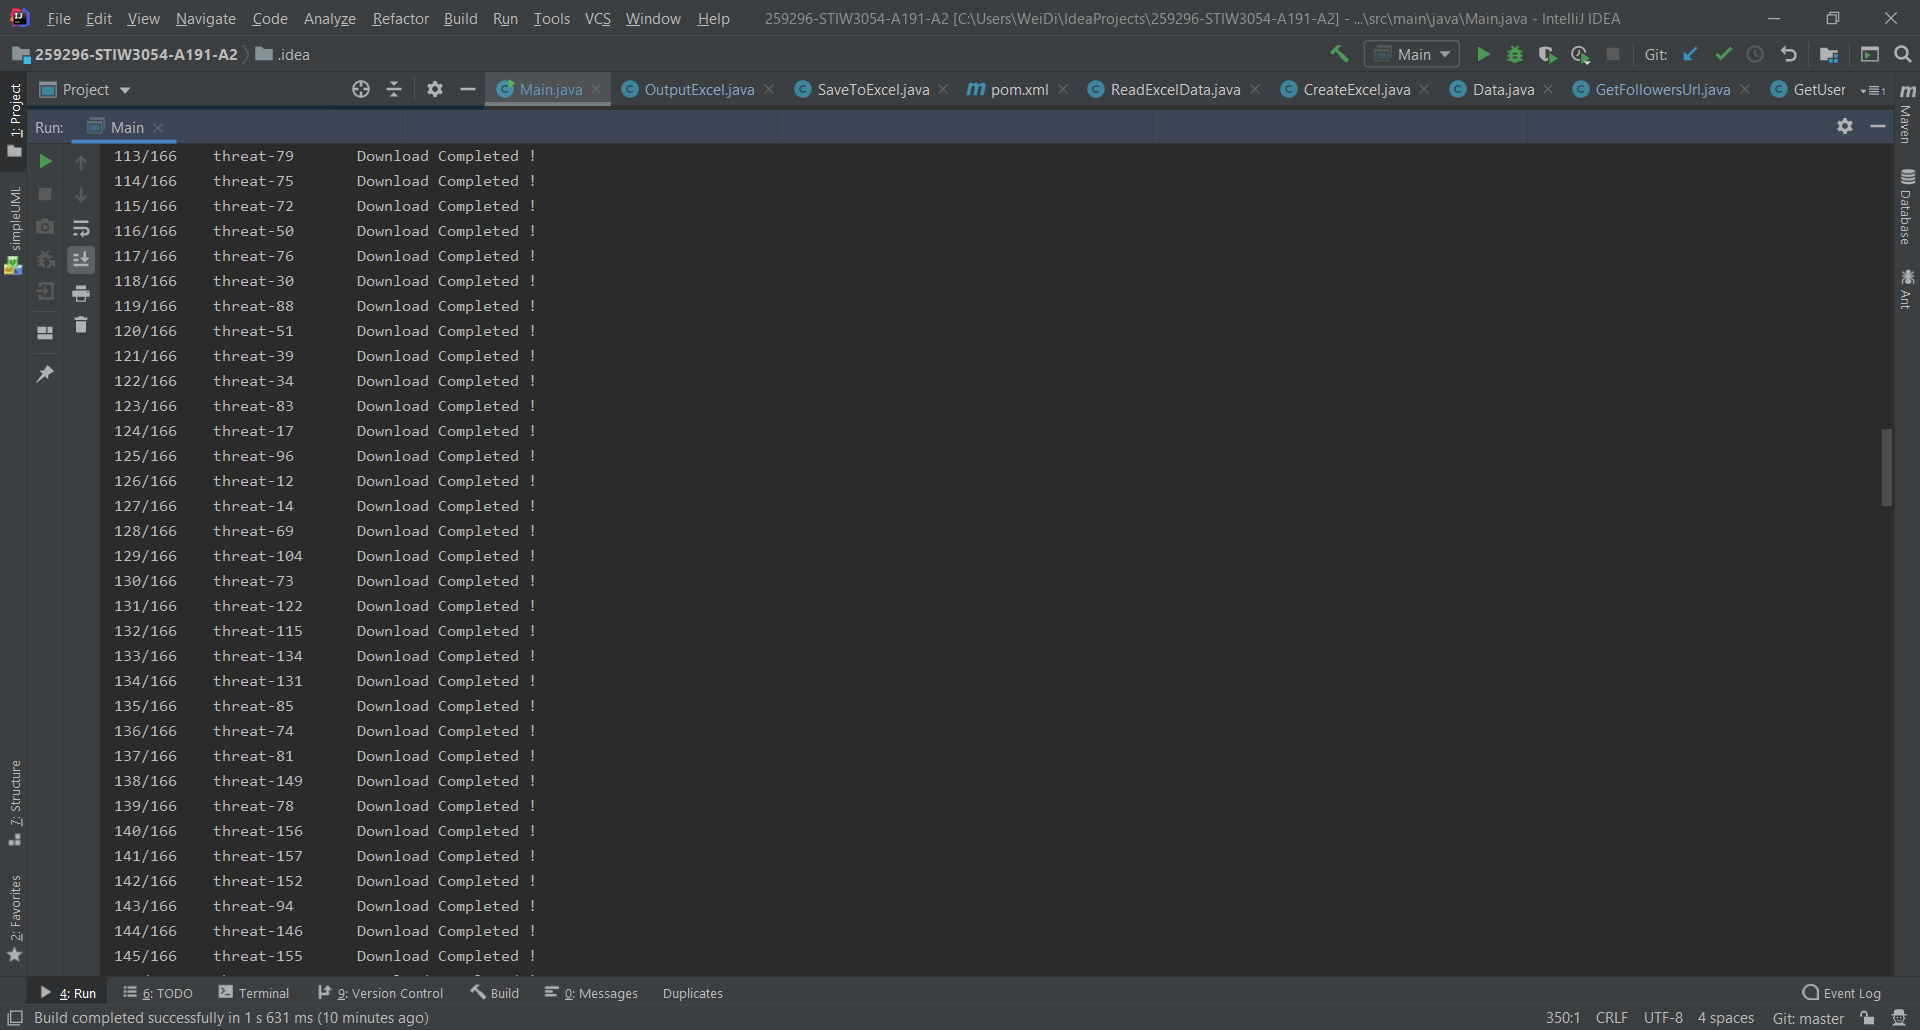 File Edit View Navigate Code Analyze Refactor Build Run Tools VCS Window Help 259296-STIW3054-A191-A2 [C:\Users\WeiDi\IdeaProjects\259296-STIW3054-A191-A2] - ...\src\main\java\Main.java - IntelliJ IDEA
259296-STIW3054-A191-A2 .idea Main Git:
Project Main.java OutputExcel.java SaveToExcel.java pom.xml ReadExcelData.java CreateExcel.java Data.java GetFollowersUrl.java GetUser
Run: Main
113/166 threat-79 Download Completed !
114/166 threat-75 Download Completed !
115/166 threat-72 Download Completed !
116/166 threat-50 Download Completed !
117/166 threat-76 Download Completed !
118/166 threat-30 Download Completed !
119/166 threat-88 Download Completed !
120/166 threat-51 Download Completed !
121/166 threat-39 Download Completed !
122/166 threat-34 Download Completed !
123/166 threat-83 Download Completed !
124/166 threat-17 Download Completed !
125/166 threat-96 Download Completed !
126/166 threat-12 Download Completed !
127/166 threat-14 Download Completed !
128/166 threat-69 Download Completed !
129/166 threat-104 Download Completed !
130/166 threat-73 Download Completed !
131/166 threat-122 Download Completed !
132/166 threat-115 Download Completed !
133/166 threat-134 Download Completed !
134/166 threat-131 Download Completed !
135/166 threat-85 Download Completed !
136/166 threat-74 Download Completed !
137/166 threat-81 Download Completed !
138/166 threat-149 Download Completed !
139/166 threat-78 Download Completed !
140/166 threat-156 Download Completed !
141/166 threat-157 Download Completed !
142/166 threat-152 Download Completed !
143/166 threat-94 Download Completed !
144/166 threat-146 Download Completed !
145/166 threat-155 Download Completed !
1: Project
simpleUML
7: Structure
2: Favorites
Maven
Database
Ant
4: Run 6: TODO Terminal 9: Version Control Build 0: Messages Duplicates Event Log
Build completed successfully in 1 s 631 ms (10 minutes ago) 350:1 CRLF UTF-8 4 spaces Git: master